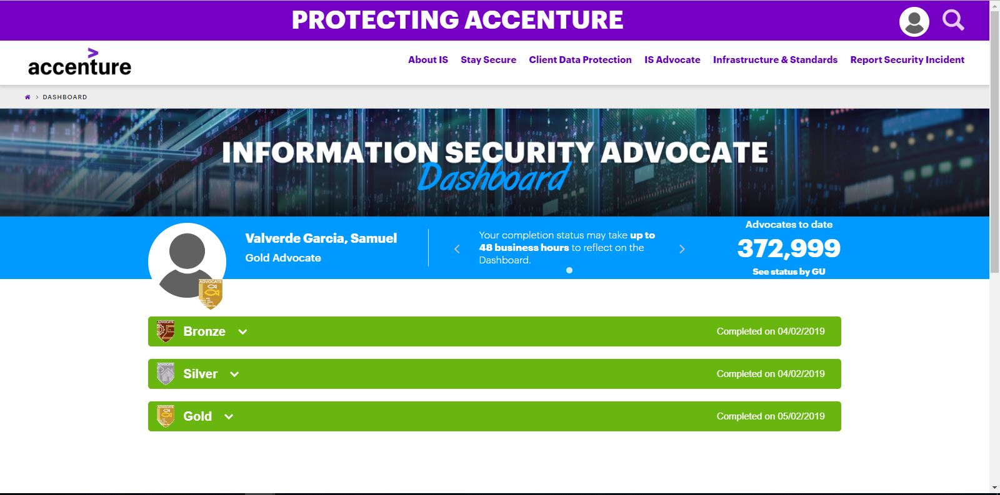 PROTECTING ACCENTURE
accenture
About IS Stay Secure Client Data Protection IS Advocate Infrastructure & Standards Report Security Incident
> DASHBOARD
INFORMATION SECURITY ADVOCATE
Dashboard
Valverde Garcia, Samuel
Gold Advocate
ADVOCATE
Your completion status may take up to
48 business hours to reflect on the
Dashboard.
Advocates to date
372,999
See status by GU
ADVOCATE
Bronze
Completed on 04/02/2019
ADVOCATE
Silver
Completed on 04/02/2019
ADVOCATE
Gold
Completed on 05/02/2019